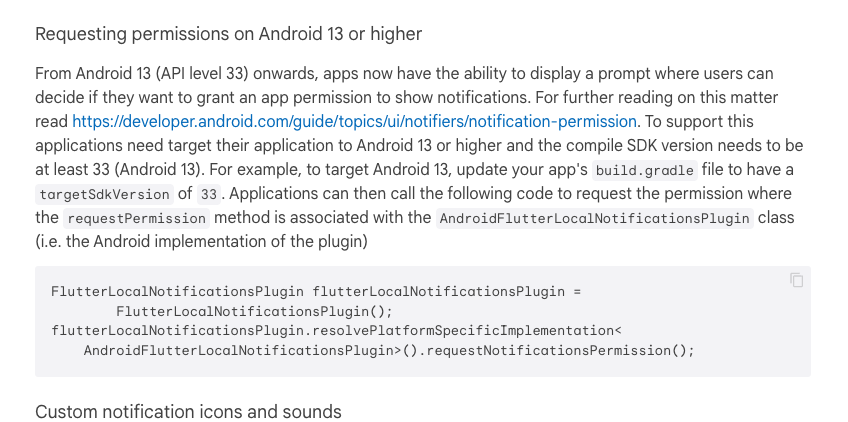 Requesting permissions on Android 13 or higher
From Android 13 (API level 33) onwards, apps now have the ability to display a prompt where users can
decide if they want to grant an app permission to show notifications. For further reading on this matter
read https://developer.android.com/guide/topics/ui/notifiers/notification-permission. To support this
applications need target their application to Android 13 or higher and the compile SDK version needs to be
at least 33 (Android 13). For example, to target Android 13, update your app's build.gradle file to have a
targetSdkVersion of 33. Applications can then call the following code to request the permission where
the requestPermission method is associated with the AndroidFlutterLocalNotificationsPlugin class
(i.e. the Android implementation of the plugin)
FlutterLocalNotificationsPlugin flutterLocalNotificationsPlugin =
        FlutterLocalNotificationsPlugin();
flutterLocalNotificationsPlugin.resolvePlatformSpecificImplementation<
    AndroidFlutterLocalNotificationsPlugin>().requestNotificationsPermission();
Custom notification icons and sounds